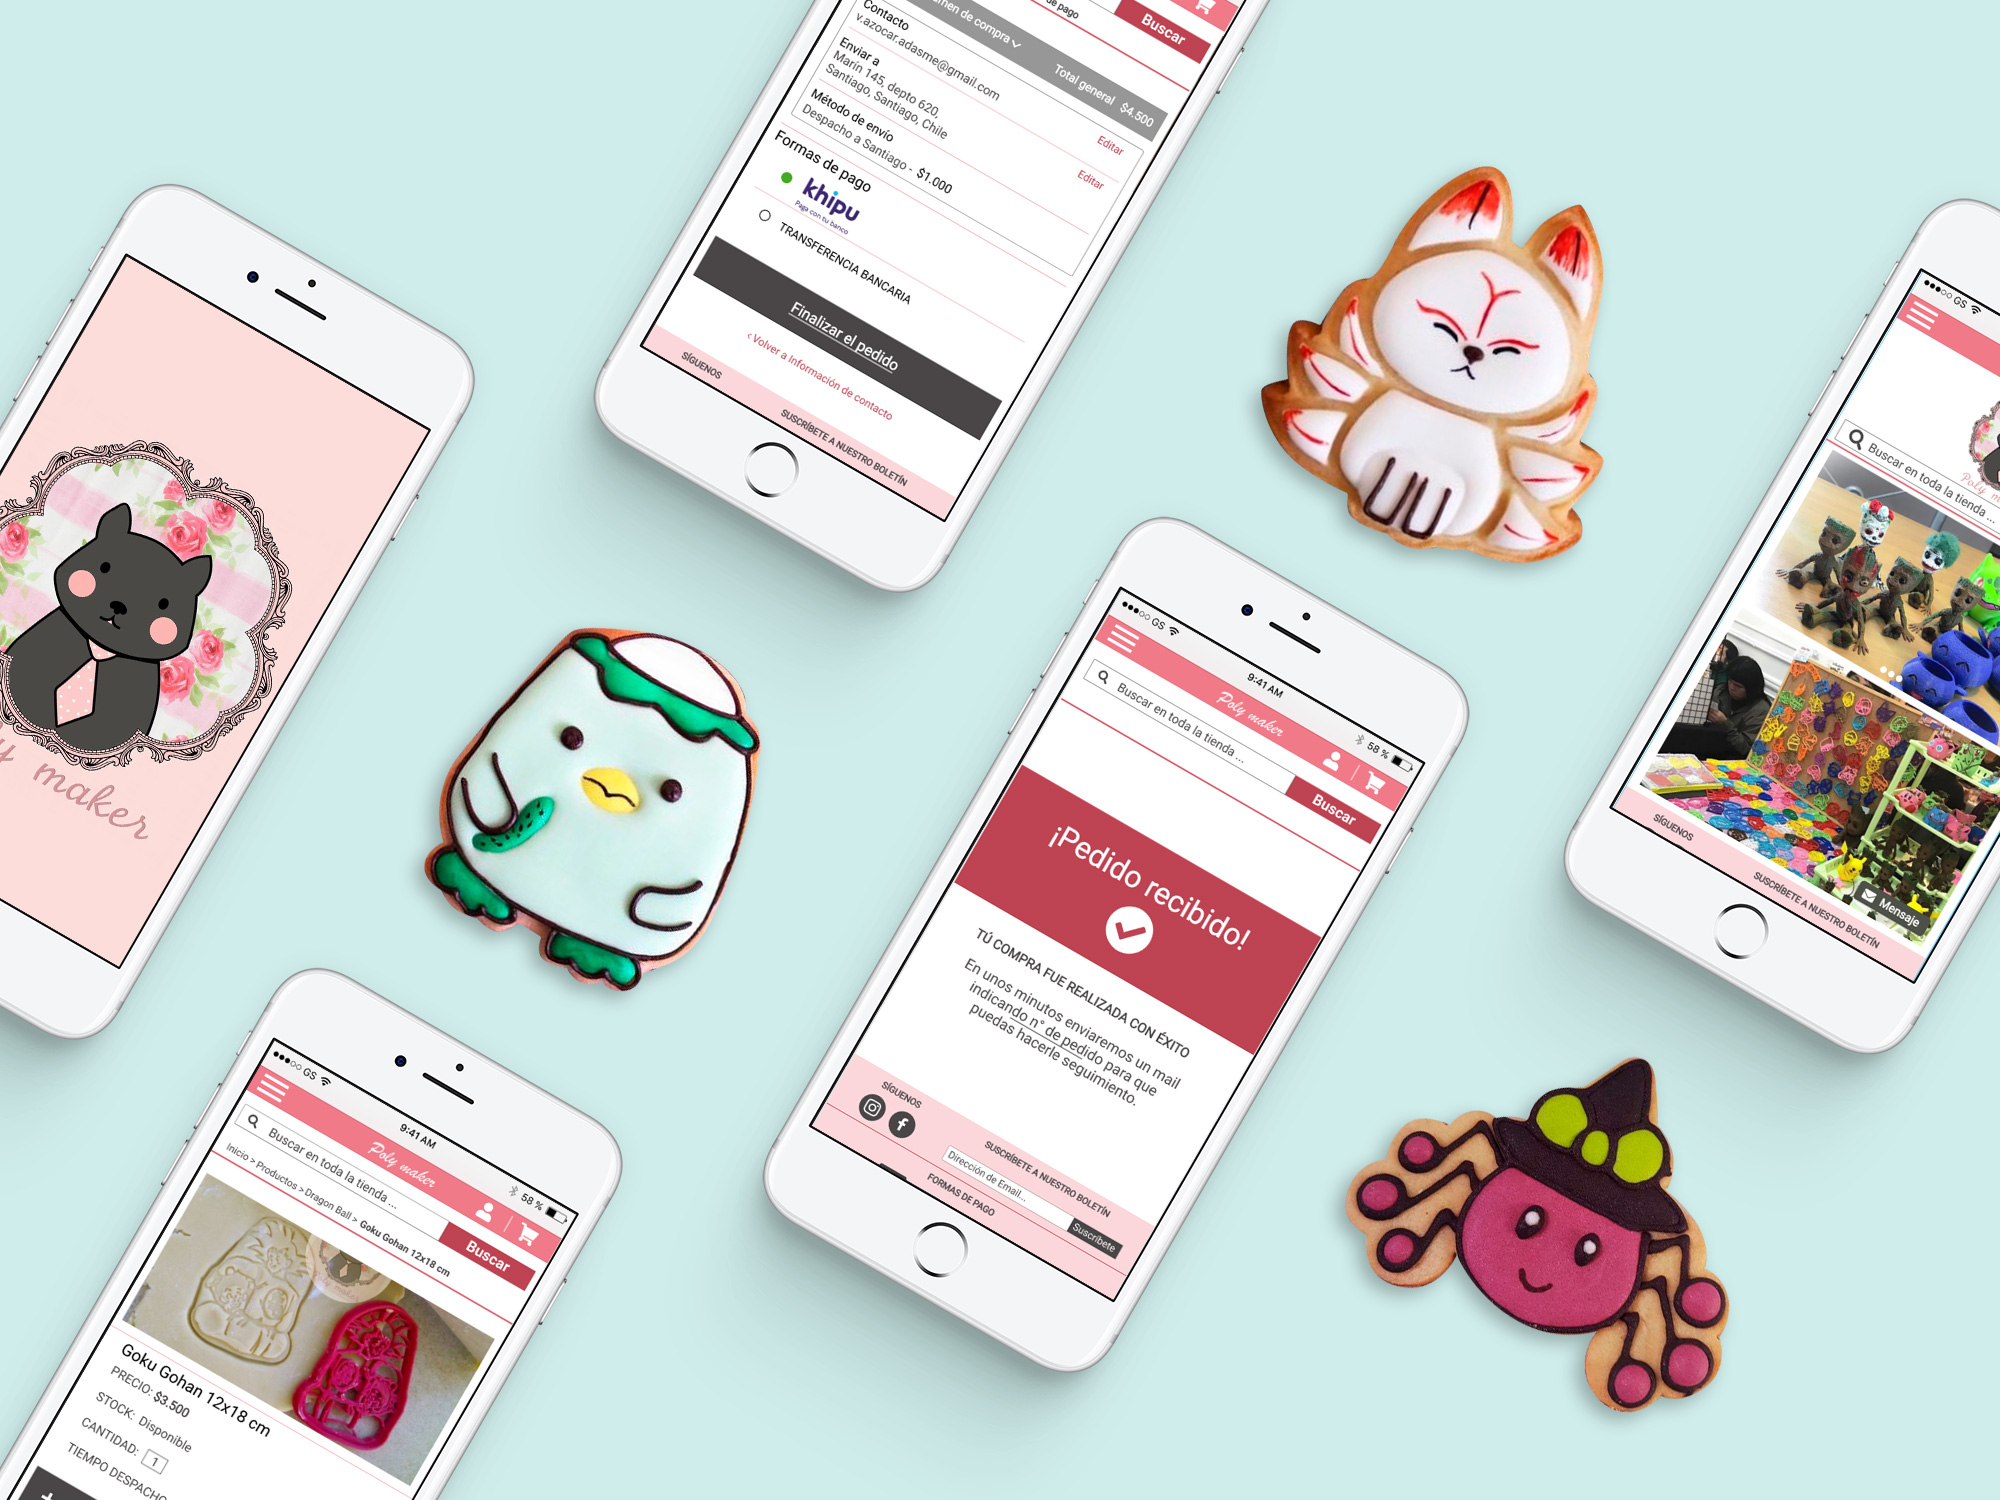 de pago
Buscar
men de compra
Total general $4.500
Contacto
v.azocar.adasme@gmail.com
Enviar a
Marín 145, depto 620,
Santiago, Santiago, Chile
Editar
Método de envío
Despacho a Santiago - $1.000
Editar
Formas de pago
khipu
Paga con tu banco
TRANSFERENCIA BANCARIA
Finalizar el pedido
‹ Volver a Información de contacto
SÍGUENOS
SUSCRÍBETE A NUESTRO BOLETÍN
y maker
GS
9:41 AM
58 %
Poly maker
Buscar en toda la tienda ...
Buscar
¡Pedido recibido!
TÚ COMPRA FUE REALIZADA CON ÉXITO
En unos minutos enviaremos un mail
indicando n° de pedido para que
puedas hacerle seguimiento.
SÍGUENOS
SUSCRÍBETE A NUESTRO BOLETÍN
Dirección de Email...
Suscríbete
FORMAS DE PAGO
GS
Poly m
Buscar en toda la tienda ...
Mensaje
SÍGUENOS
SUSCRÍBETE A NUESTRO BOLETÍN
GS
9:41 AM
58 %
Poly maker
Buscar en toda la tienda ...
Buscar
Inicio > Productos > Dragon Ball > Goku Gohan 12x18 cm
Goku Gohan 12x18 cm
PRECIO: $3.500
STOCK: Disponible
CANTIDAD: 1
TIEMPO DESPACHO